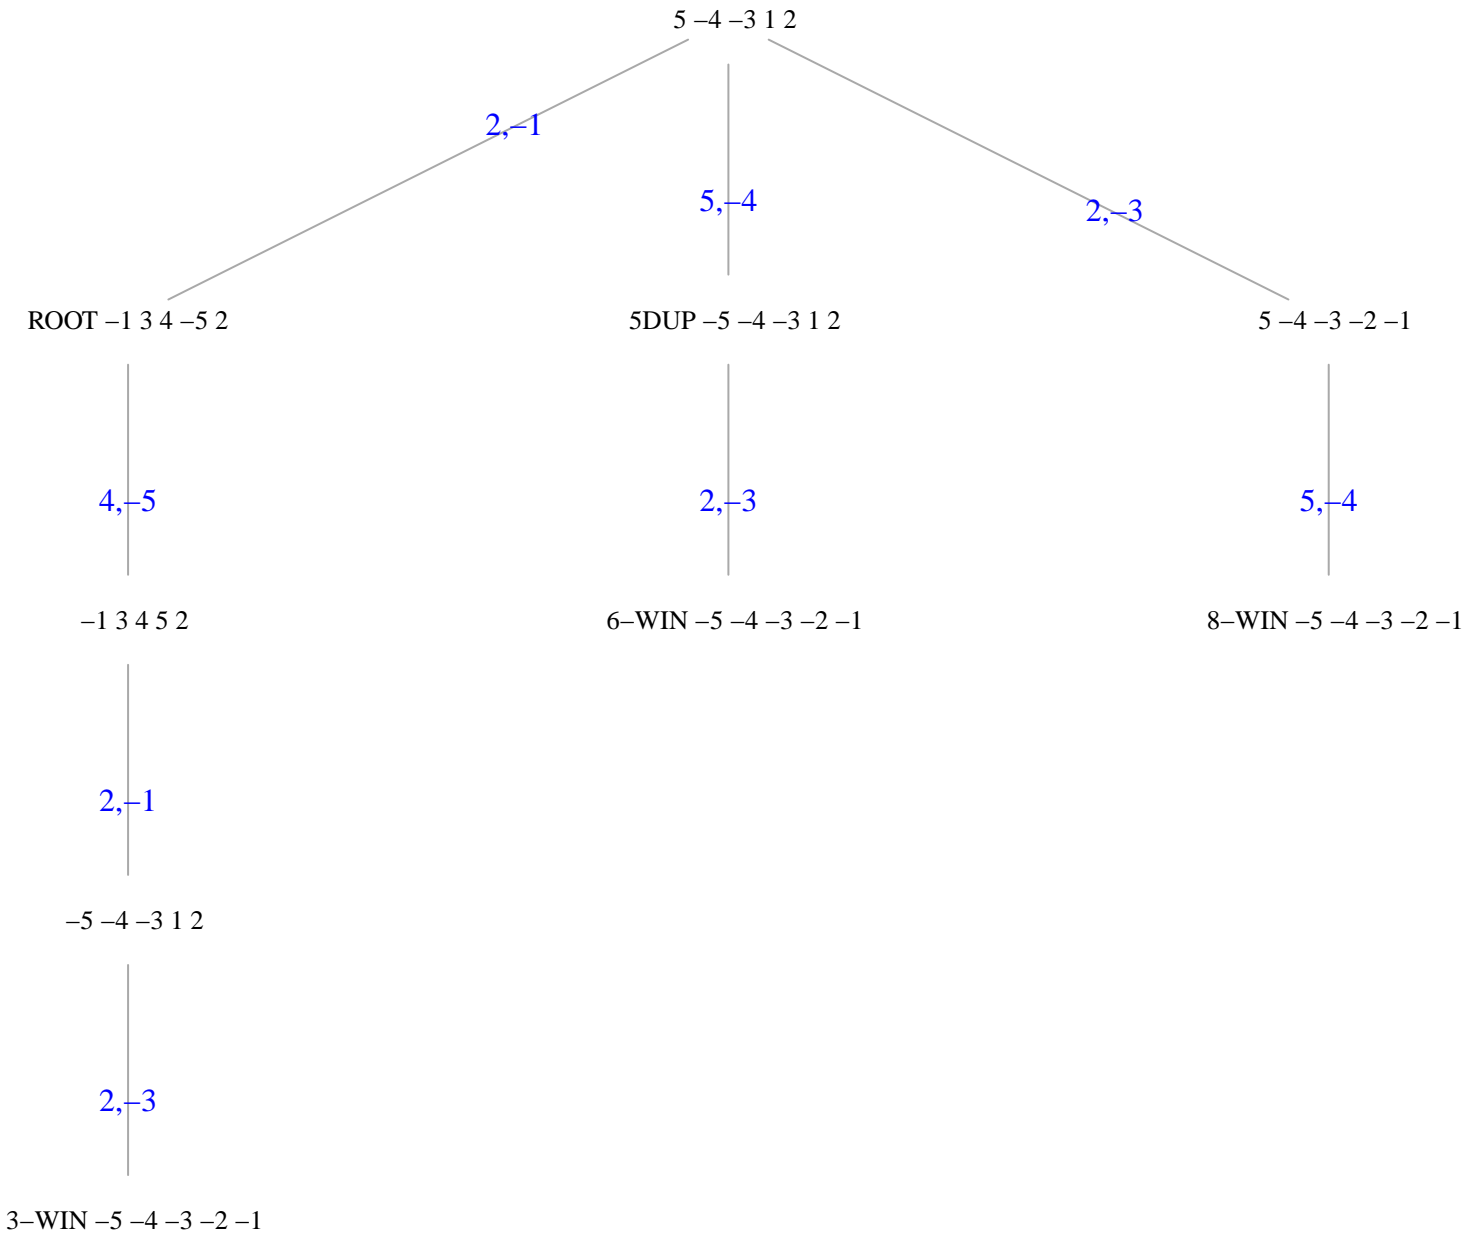 5 –4 –3 1 2
2,–1
5,–4
2,–3
ROOT –1 3 4 –5 2
5DUP –5 –4 –3 1 2
5 –4 –3 –2 –1
4,–5
2,–3
5,–4
–1 3 4 5 2
6–WIN –5 –4 –3 –2 –1
8–WIN –5 –4 –3 –2 –1
2,–1
–5 –4 –3 1 2
2,–3
3–WIN –5 –4 –3 –2 –1